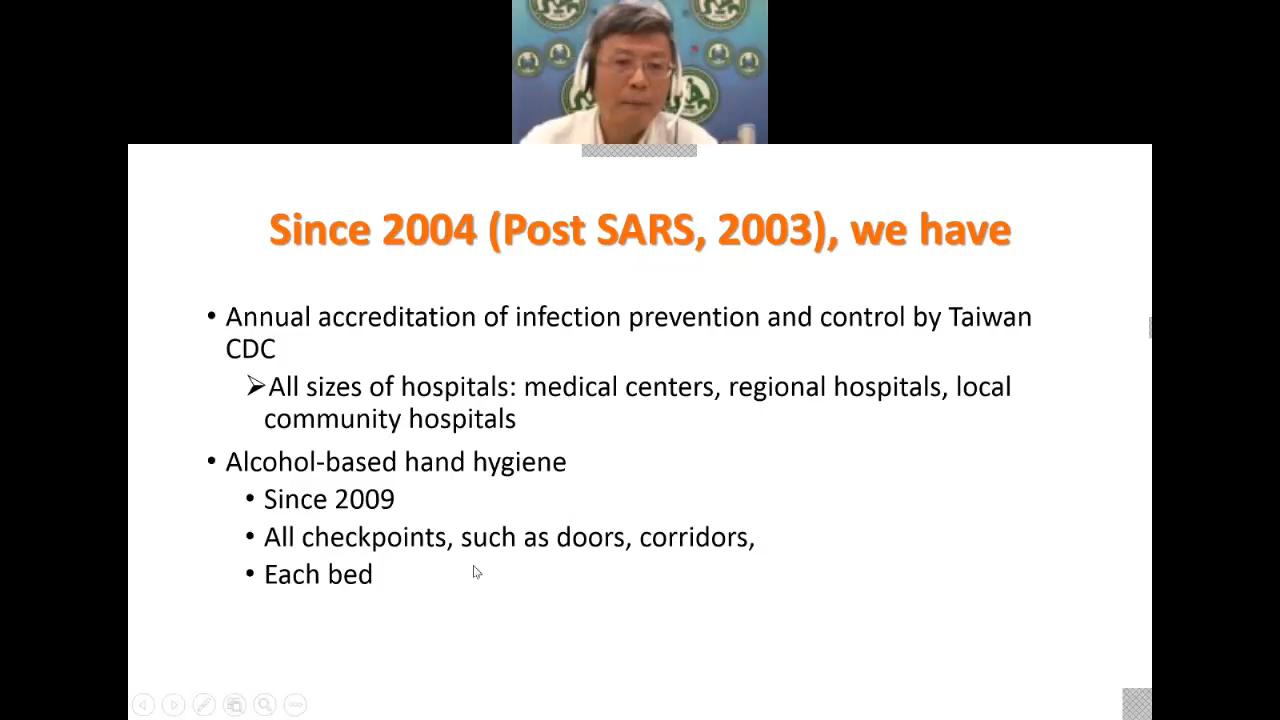 Since 2004 (Post SARS, 2003), we have
• Annual accreditation of infection prevention and control by Taiwan
CDC
➢All sizes of hospitals: medical centers, regional hospitals, local
community hospitals
• Alcohol-based hand hygiene
• Since 2009
• All checkpoints, such as doors, corridors,
• Each bed